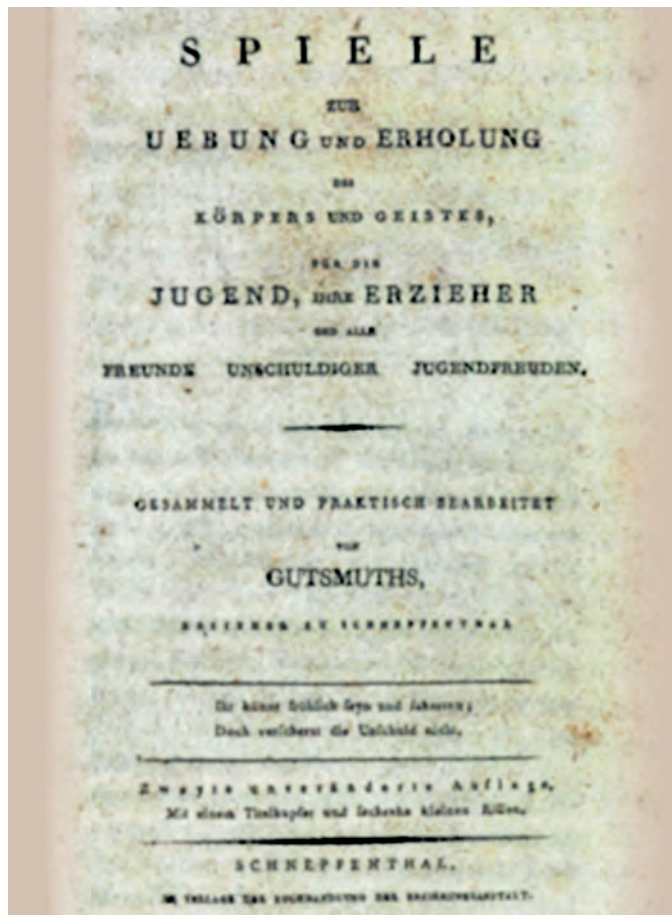 SPIELE
ZUR
UEBUNG UND ERHOLUNG
DES
KÖRPERS UND GEISTES,
FÜR DIE
JUGEND, IHRE ERZIEHER
UND ALLE
FREUNDE UNSCHULDIGER JUGENDFREUDEN.
GESAMMELT UND PRAKTISCH BEARBEITET
VON
GUTSMUTHS,
ERZIEHER ZU SCHNEPFENTHAL
Ihr könnt fröhlich seyn und scherzen;
Doch verscherzt die Unschuld nicht.
Zweyte unveränderte Auflage.
Mit einem Titelkupfer und sechzehn kleinen Rissen.
SCHNEPFENTHAL,
IM VERLAGE DER BUCHHANDLUNG DER ERZIEHUNGSANSTALT.